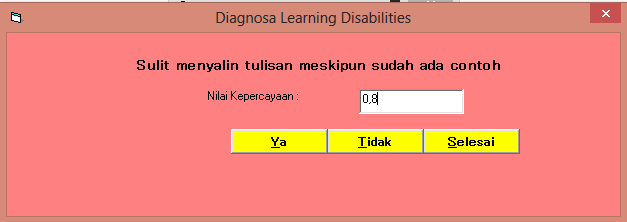 Diagnosa Learning Disabilities
Sulit menyalin tulisan meskipun sudah ada contoh
Nilai Kepercayaan : 0,8
Ya Tidak Selesai